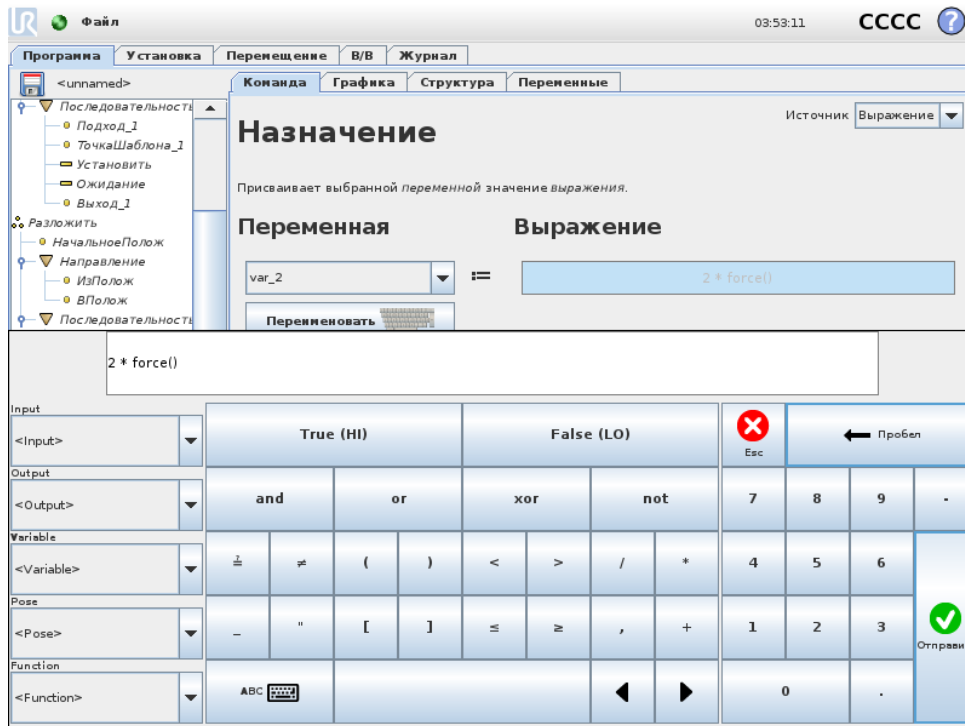 UR Файл 03:53:11 CCCC ?
Программа Установка Перемещение В/В Журнал
<unnamed>
Команда Графика Структура Переменные
Последовательность
Подход_1
ТочкаШаблона_1
Установить
Ожидание
Выход_1
Разложить
НачальноеПолож
Направление
ИзПолож
ВПолож
Последовательность
Источник Выражение
Назначение
Присваивает выбранной переменной значение выражения.
Переменная Выражение
var_2 := 2 * force()
Переименовать
2 * force()
Input
<Input>
Output
<Output>
Variable
<Variable>
Pose
<Pose>
Function
<Function>
True (HI) False (LO) Esc Пробел
and or xor not 7 8 9 -
≟ ≠ ( ) < > / * 4 5 6
_ " [ ] ≤ ≥ , + 1 2 3 Отправи
ABC 0 .